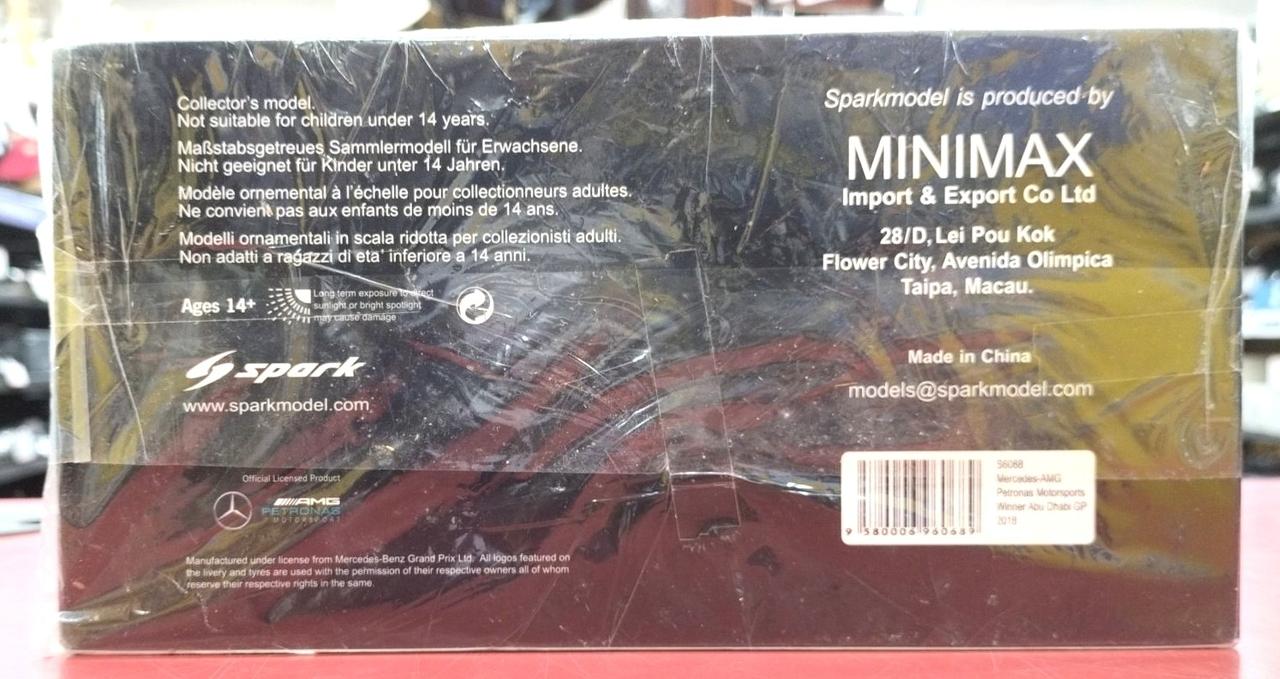 Collector's model.
Not suitable for children under 14 years.
Maßstabsgetreues Sammlermodell für Erwachsene.
Nicht geeignet für Kinder unter 14 Jahren.
Modèle ornemental à l'échelle pour collectionneurs adultes.
Ne convient pas aux enfants de moins de 14 ans.
Modelli ornamentali in scala ridotta per collezionisti adulti.
Non adatti a ragazzi di eta' inferiore a 14 anni.
Ages 14+
Long term exposure to direct
sunlight or bright spotlight
may cause damage
spark
www.sparkmodel.com
Official Licensed Product
AMG
PETRONAS
MOTORSPORT
Manufactured under license from Mercedes-Benz Grand Prix Ltd. All logos featured on
the livery and tyres are used with the permission of their respective owners all of whom
reserve their respective rights in the same.
Sparkmodel is produced by
MINIMAX
Import & Export Co Ltd
28/D, Lei Pou Kok
Flower City, Avenida Olimpica
Taipa, Macau.
Made in China
models@sparkmodel.com
9 580006 960689
S6068
Mercedes-AMG
Petronas Motorsports
Winner Abu Dhabi GP
2018